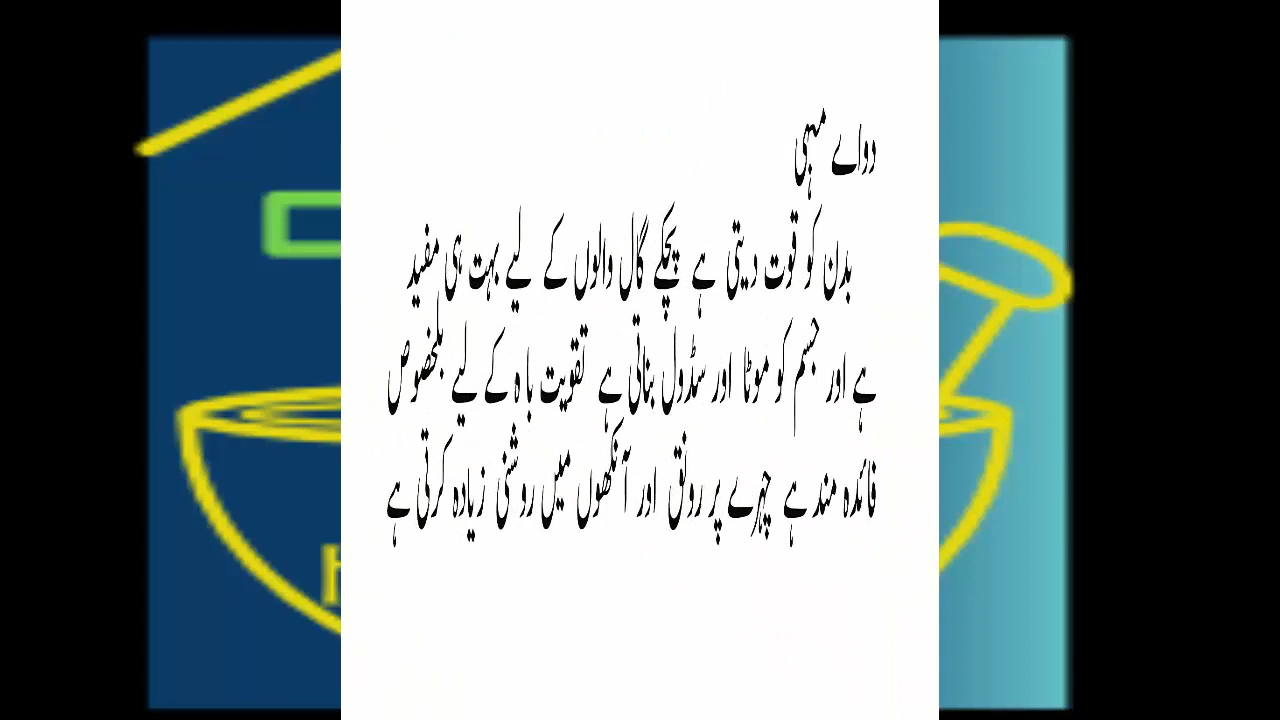 دواے مبہی
بدن کو قوت دیتی ہے پچکے گال والوں کے لیے بہت ہی مفید
ہے اور جسم کو موٹا اور سڈول بناتی ہے تقویت باہ کے لیے بلخصوص
فائدہ مند ہے چہرے پر رونق اور آنکھوں میں روشنی زیادہ کرتی ہے